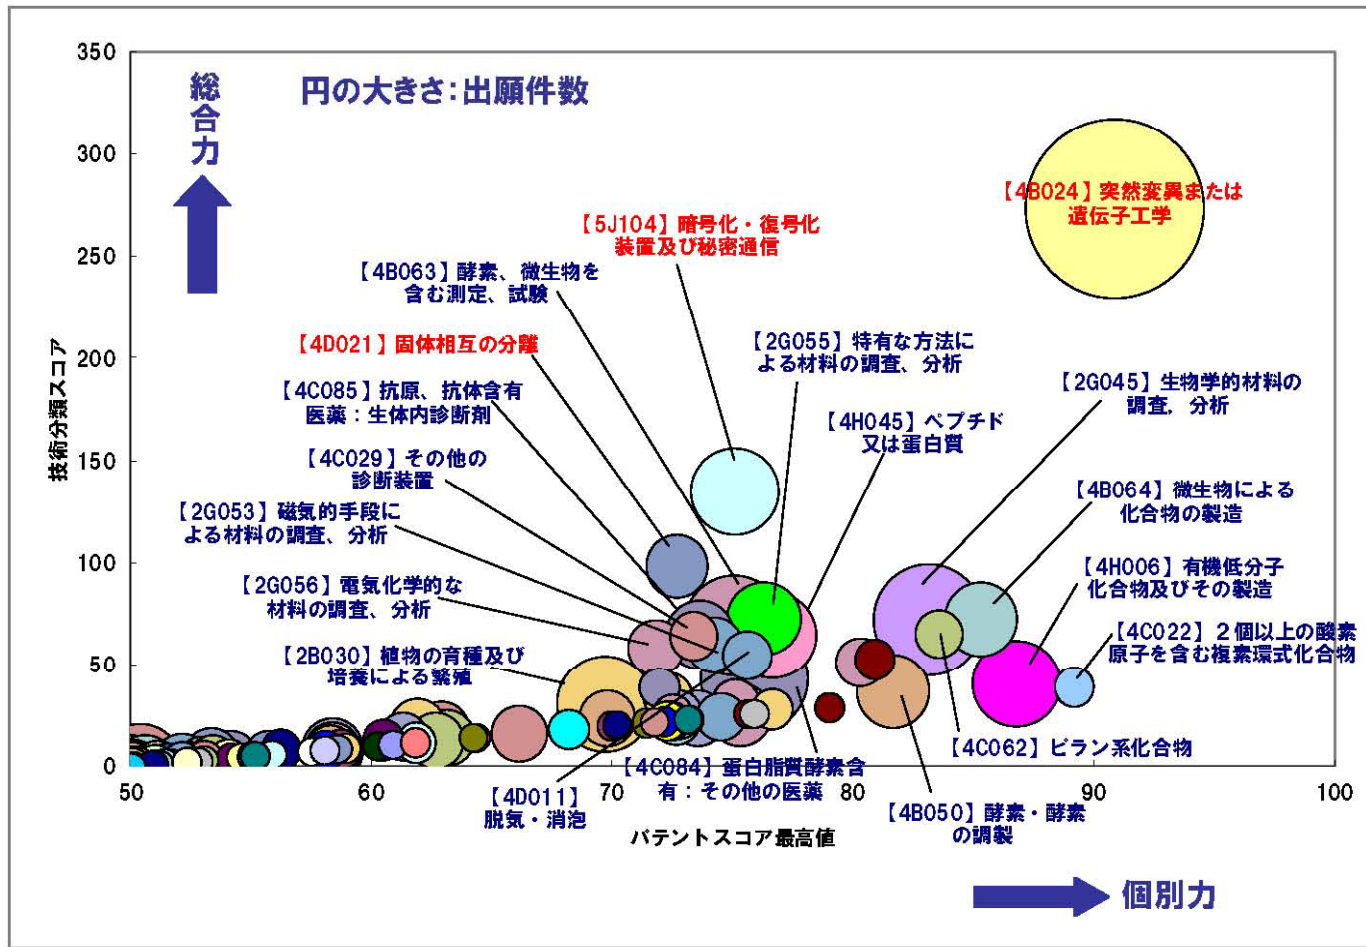 350
300
250
200
150
100
50
0
総合力
円の大きさ：出願件数
技術分類スコア
【4B024】突然変異または
遺伝子工学
【5J104】暗号化・復号化
装置及び秘密通信
【4B063】酵素、微生物を
含む測定、試験
【4D021】固体相互の分離
【2G055】特有な方法に
よる材料の調査、分析
【4C085】抗原、抗体含有
医薬：生体内診断剤
【2G045】生物学的材料の
調査，分析
【4H045】ペプチド
又は蛋白質
【4C029】その他の
診断装置
【4B064】微生物による
化合物の製造
【2G053】磁気的手段に
よる材料の調査、分析
【4H006】有機低分子
化合物及びその製造
【2G056】電気化学的な
材料の調査、分析
【4C022】２個以上の酸素
原子を含む複素環式化合物
【2B030】植物の育種及び
培養による繁殖
【4C062】ピラン系化合物
【4C084】蛋白脂質酵素含
有：その他の医薬
【4D011】
脱気・消泡
【4B050】酵素・酵素
の調製
50
60
70
80
90
100
パテントスコア最高値
個別力